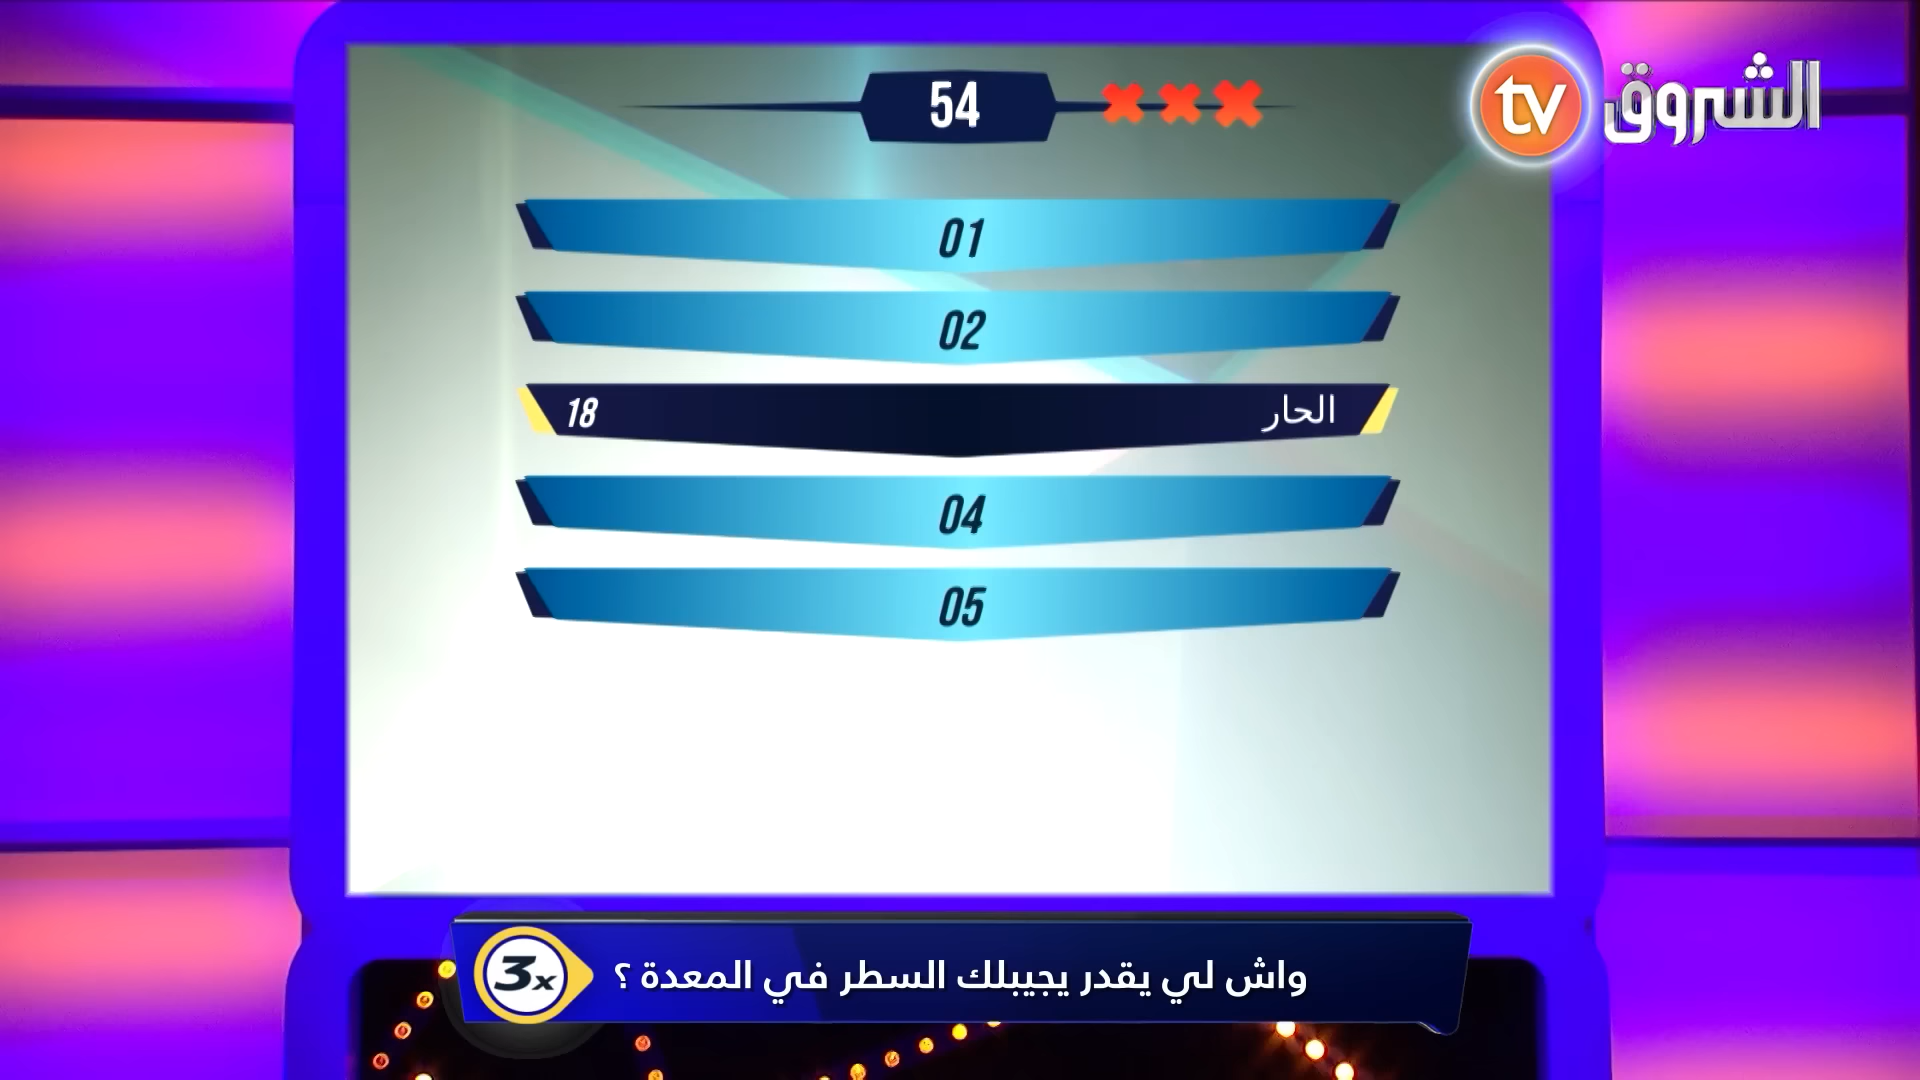 54
tv الشروق
01
02
الحار 18
04
05
واش لي يقدر يجيبلك السطر في المعدة ؟
3x